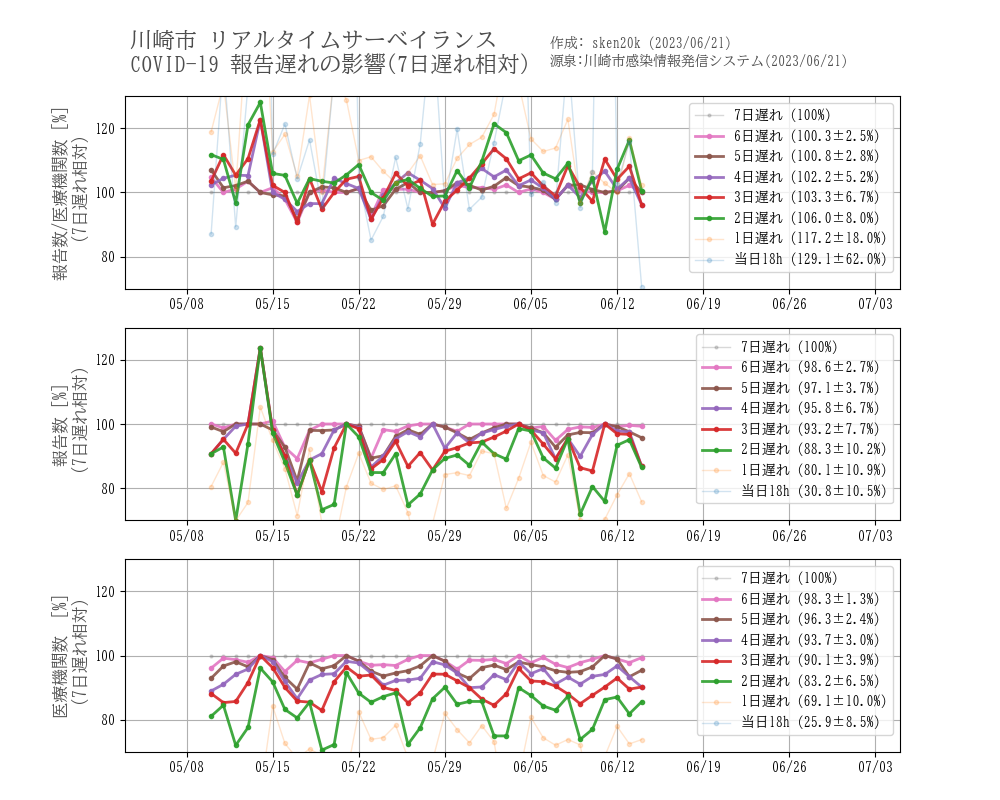 川崎市 リアルタイムサーベイランス
COVID-19 報告遅れの影響(7日遅れ相対)
作成: sken20k (2023/06/21)
源泉:川崎市感染情報発信システム(2023/06/21)
報告数/医療機関数 [%]
(7日遅れ相対)
120
100
80
7日遅れ (100%)
6日遅れ (100.3±2.5%)
5日遅れ (100.8±2.8%)
4日遅れ (102.2±5.2%)
3日遅れ (103.3±6.7%)
2日遅れ (106.0±8.0%)
1日遅れ (117.2±18.0%)
当日18h (129.1±62.0%)
05/08 05/15 05/22 05/29 06/05 06/12 06/19 06/26 07/03
報告数 [%]
(7日遅れ相対)
120
100
80
7日遅れ (100%)
6日遅れ (98.6±2.7%)
5日遅れ (97.1±3.7%)
4日遅れ (95.8±6.7%)
3日遅れ (93.2±7.7%)
2日遅れ (88.3±10.2%)
1日遅れ (80.1±10.9%)
当日18h (30.8±10.5%)
05/08 05/15 05/22 05/29 06/05 06/12 06/19 06/26 07/03
医療機関数 [%]
(7日遅れ相対)
120
100
80
7日遅れ (100%)
6日遅れ (98.3±1.3%)
5日遅れ (96.3±2.4%)
4日遅れ (93.7±3.0%)
3日遅れ (90.1±3.9%)
2日遅れ (83.2±6.5%)
1日遅れ (69.1±10.0%)
当日18h (25.9±8.5%)
05/08 05/15 05/22 05/29 06/05 06/12 06/19 06/26 07/03